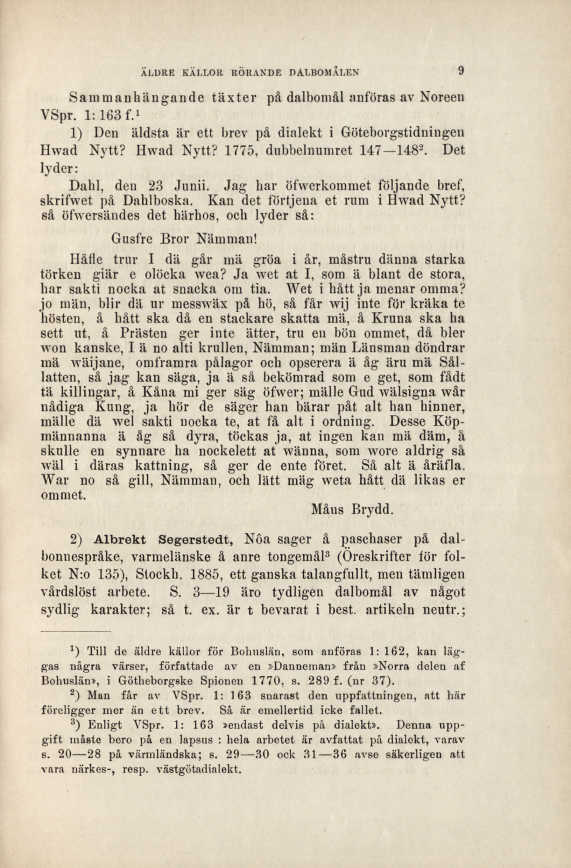 ÄLDRE KÄLLOR RÖRANDE DALBOMÅLEN 9
Sammanhängande täxter på dalbomål anföras av Noreen
VSpr. 1: 163 f.¹
1) Den äldsta är ett brev på dialekt i Göteborgstidningen
Hwad Nytt? Hwad Nytt? 1775, dubbelnumret 147—148². Det
lyder:
Dahl, den 23 Junii. Jag har öfwerkommet följande bref,
skrifwet på Dahlboska. Kan det förtjena et rum i Hwad Nytt?
så öfwersändes det härhos, och lyder så:
Gusfre Bror Nämman!
Håfle trur I dä går mä gröa i år, måstru dänna starka
törken giär e olöcka wea? Ja wet at I, som ä blant de stora,
har sakti nocka at snacka om tia. Wet i hått ja menar omma?
jo män, blir dä ur messwäx på hö, så får wij inte för kräka te
hösten, å hått ska då en stackare skatta mä, å Kruna ska ha
sett ut, å Prästen ger inte ätter, tru en bön ommet, då bler
won kanske, I ä no alti krullen, Nämman; män Länsman döndrar
mä wäijane, omframra pålagor och opserera ä åg äru mä Sål-
latten, så jag kan säga, ja ä så bekömrad som e get, som fådt
tä killingar, å Kåna mi ger säg öfwer; mälle Gud wälsigna wår
nådiga Kung, ja hör de säger han bärar påt alt han hinner,
mälle dä wel sakti nocka te, at få alt i ordning. Desse Köp-
männanna ä åg så dyra, töckas ja, at ingen kan mä däm, å
skulle en synnare ha nockelett at wänna, som wore aldrig så
wäl i däras kattning, så ger de ente föret. Så alt ä åräfla.
War no så gill, Nämman, och lätt mäg weta hått dä likas er
ommet.
Måns Brydd.
2) Albrekt Segerstedt, Nôa sager å paschaser på dal-
bonnespråke, varmelänske å anre tongemål³ (Öreskrifter för fol-
ket N:o 135), Stockh. 1885, ett ganska talangfullt, men tämligen
vårdslöst arbete. S. 3—19 äro tydligen dalbomål av något
sydlig karakter; så t. ex. är t bevarat i best. artikeln neutr.;
¹) Till de äldre källor för Bohuslän, som anföras 1: 162, kan läg-
gas några värser, författade av en »Danneman» från »Norra delen af
Bohuslän», i Götheborgske Spionen 1770, s. 289 f. (nr 37).
²) Man får av VSpr. 1: 163 snarast den uppfattningen, att här
föreligger mer än ett brev. Så är emellertid icke fallet.
³) Enligt VSpr. 1: 163 »endast delvis på dialekt». Denna upp-
gift måste bero på en lapsus : hela arbetet är avfattat på dialekt, varav
s. 20—28 på värmländska; s. 29—30 ock 31—36 avse säkerligen att
vara närkes-, resp. västgötadialekt.